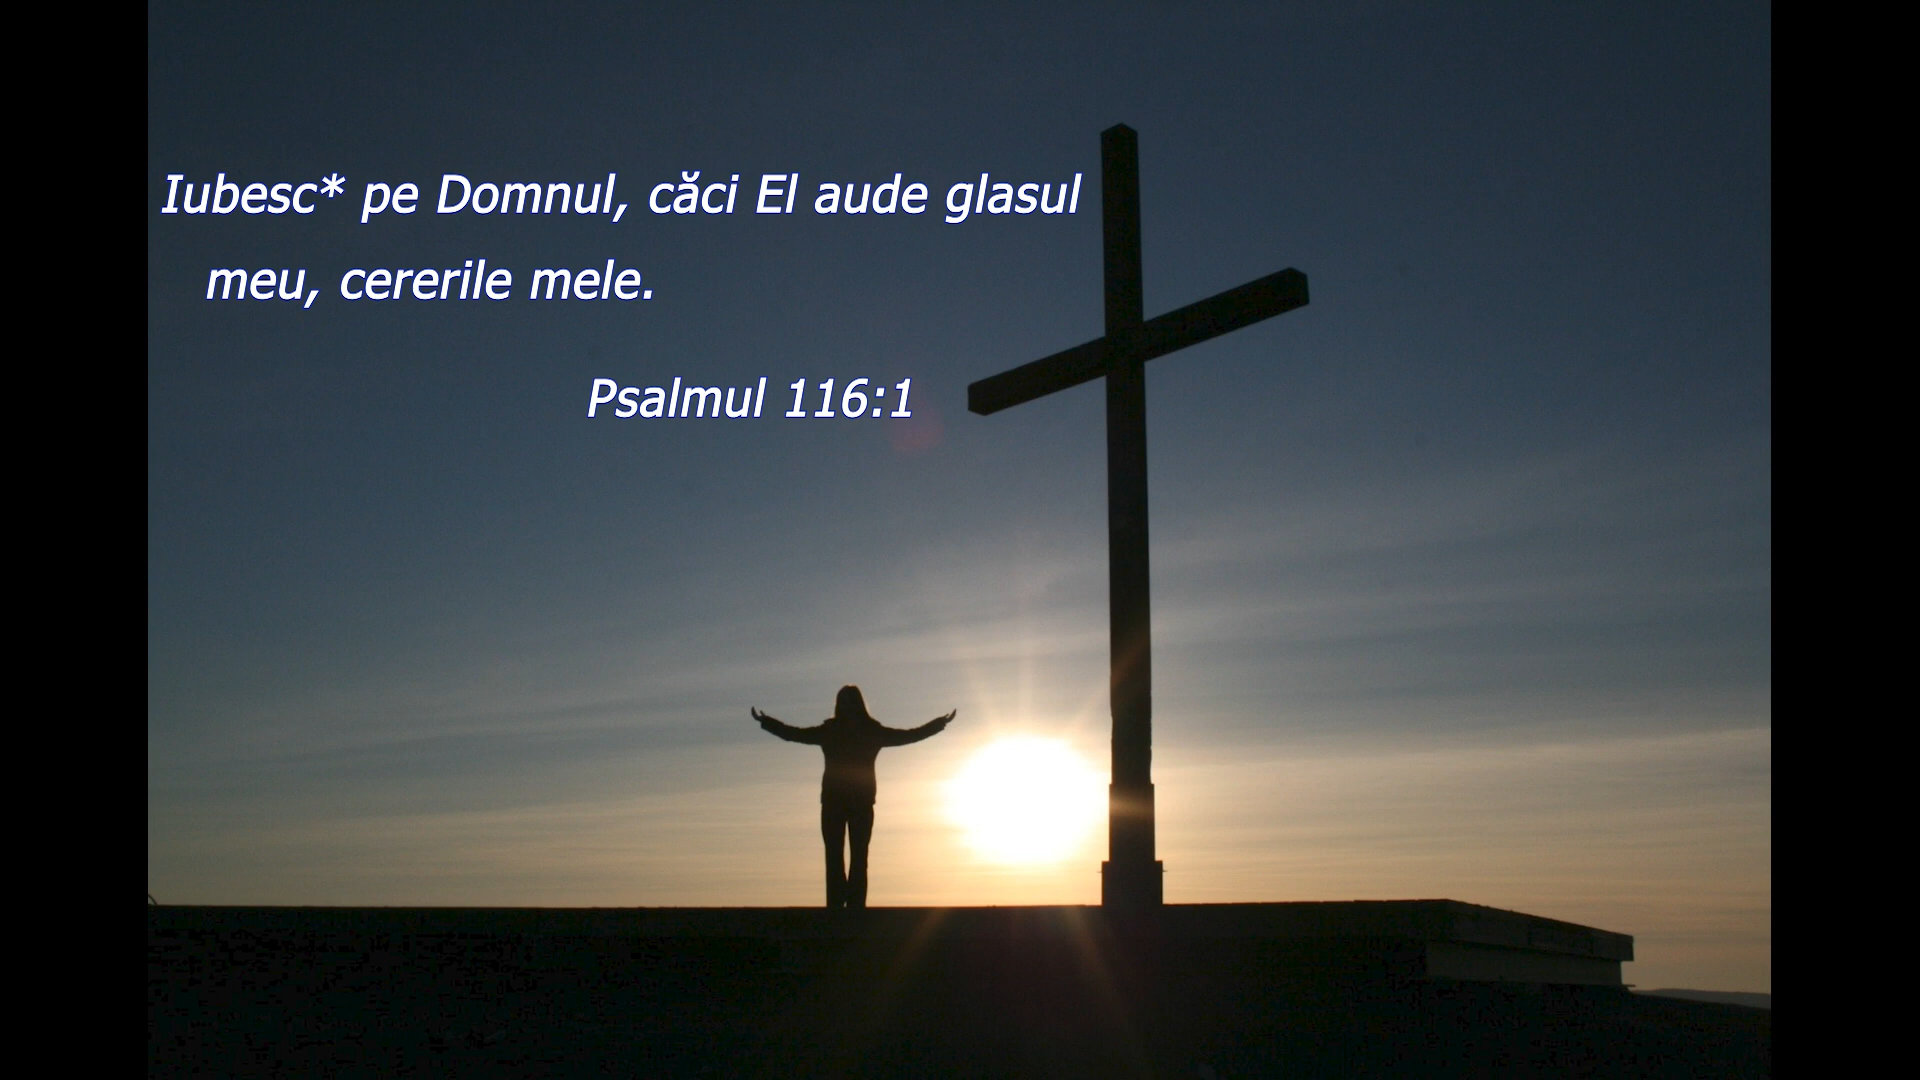 Iubesc* pe Domnul, căci El aude glasul
meu, cererile mele.
Psalmul 116:1